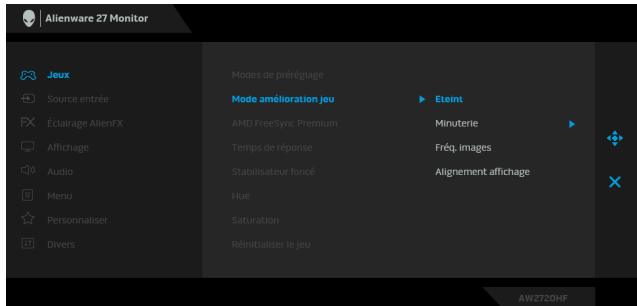 Alienware 27 Monitor
Jeux
Modes de préréglage
Source entrée
Mode amélioration jeu
Eteint
FX Éclairage AlienFX
AMD FreeSync Premium
Minuterie
Affichage
Temps de réponse
Fréq. images
Audio
Stabilisateur foncé
Alignement affichage
Menu
Hue
Personnaliser
Saturation
Divers
Réinitialiser le jeu
AW2720HF